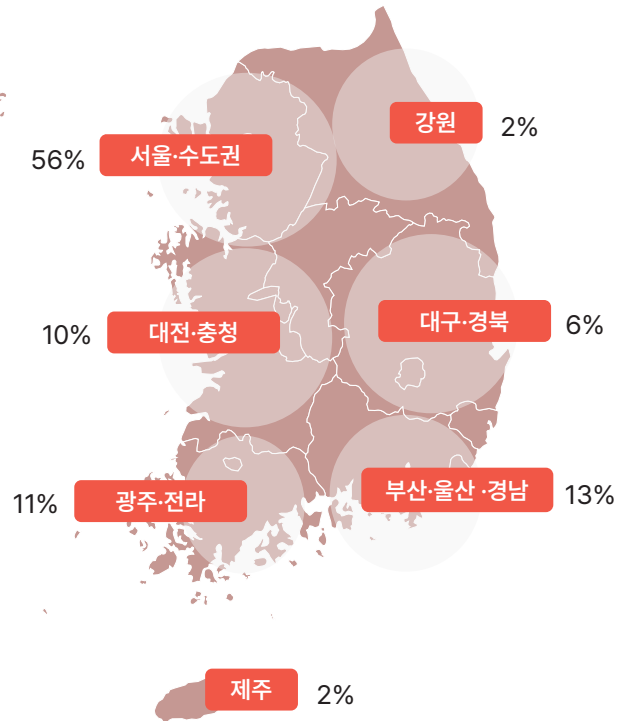 강원 2%
56% 서울·수도권
대구·경북 6%
10% 대전·충청
부산·울산 ·경남 13%
11% 광주·전라
제주 2%